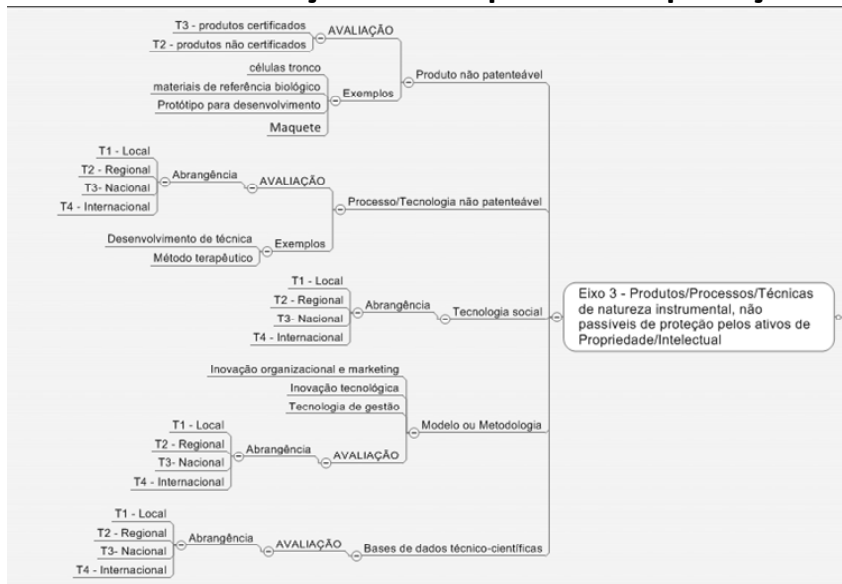 T3 - produtos certificados
T2 - produtos não certificados
AVALIAÇÃO
células tronco
materiais de referência biológico
Protótipo para desenvolvimento
Maquete
Exemplos
Produto não patenteável
T1 - Local
T2 - Regional
T3- Nacional
T4 - Internacional
Abrangência
AVALIAÇÃO
Desenvolvimento de técnica
Método terapêutico
Exemplos
Processo/Tecnologia não patenteável
T1 - Local
T2 - Regional
T3- Nacional
T4 - Internacional
Abrangência
Tecnologia social
Eixo 3 - Produtos/Processos/Técnicas
de natureza instrumental, não
passíveis de proteção pelos ativos de
Propriedade/Intelectual
Inovação organizacional e marketing
Inovação tecnológica
Tecnologia de gestão
T1 - Local
T2 - Regional
T3- Nacional
T4 - Internacional
Abrangência
AVALIAÇÃO
Modelo ou Metodologia
T1 - Local
T2 - Regional
T3- Nacional
T4 - Internacional
Abrangência
AVALIAÇÃO
Bases de dados técnico-científicas